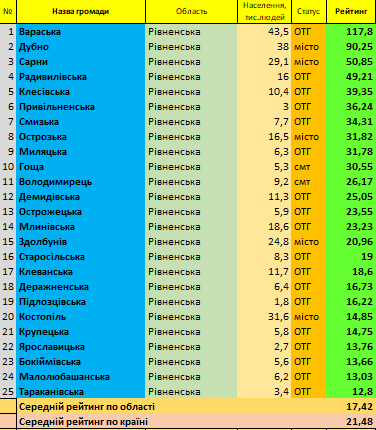 № Назва громади Область Населення, тис.людей Статус Рейтинг
1 Вараська Рівненська 43,5 ОТГ 117,8
2 Дубно Рівненська 38 місто 90,25
3 Сарни Рівненська 29,1 місто 50,85
4 Радивилівська Рівненська 16 ОТГ 49,21
5 Клесівська Рівненська 10,4 ОТГ 39,35
6 Привільненська Рівненська 3 ОТГ 36,24
7 Смизька Рівненська 7,7 ОТГ 34,31
8 Острозька Рівненська 16,5 місто 31,82
9 Миляцька Рівненська 6,3 ОТГ 31,78
10 Гоща Рівненська 5,3 смт 30,55
11 Володимирець Рівненська 9,2 смт 26,17
12 Демидівська Рівненська 11,3 ОТГ 25,05
13 Острожецька Рівненська 5,9 ОТГ 23,55
14 Млинівська Рівненська 18,6 ОТГ 23,23
15 Здолбунів Рівненська 24,8 місто 20,96
16 Старосільська Рівненська 8,3 ОТГ 19
17 Клеванська Рівненська 11,7 ОТГ 18,6
18 Деражненська Рівненська 6,4 ОТГ 16,73
19 Підлозцівська Рівненська 1,8 ОТГ 16,22
20 Костопіль Рівненська 31,6 місто 14,85
21 Крупецька Рівненська 5,8 ОТГ 14,75
22 Ярославицька Рівненська 2,7 ОТГ 13,76
23 Бокіймівська Рівненська 5,6 ОТГ 13,66
24 Малолюбашанська Рівненська 6,2 ОТГ 13,03
25 Тараканівська Рівненська 3,4 ОТГ 12,8
Середній рейтинг по області 17,42
Середній рейтинг по країні 21,48